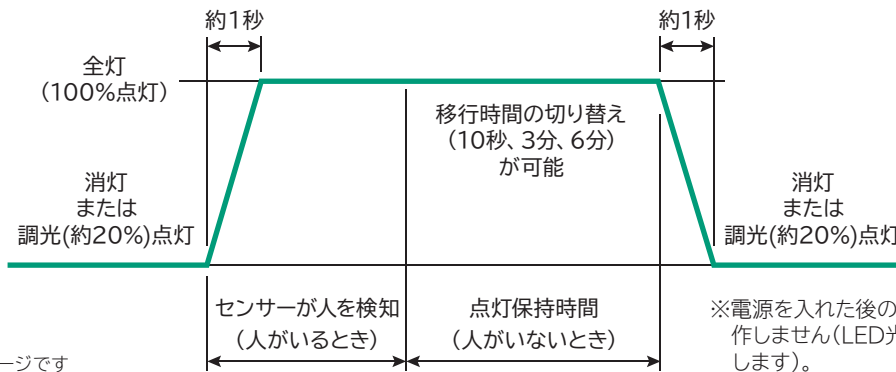 約1秒
約1秒
全灯
(100%点灯)
移行時間の切り替え
(10秒、3分、6分)
が可能
消灯
または
調光(約20%)点灯
消灯
または
調光(約20%)点灯
センサーが人を検知
(人がいるとき)
点灯保持時間
(人がいないとき)
※電源を入れた後の
作しません(LED光
します)。
ージです